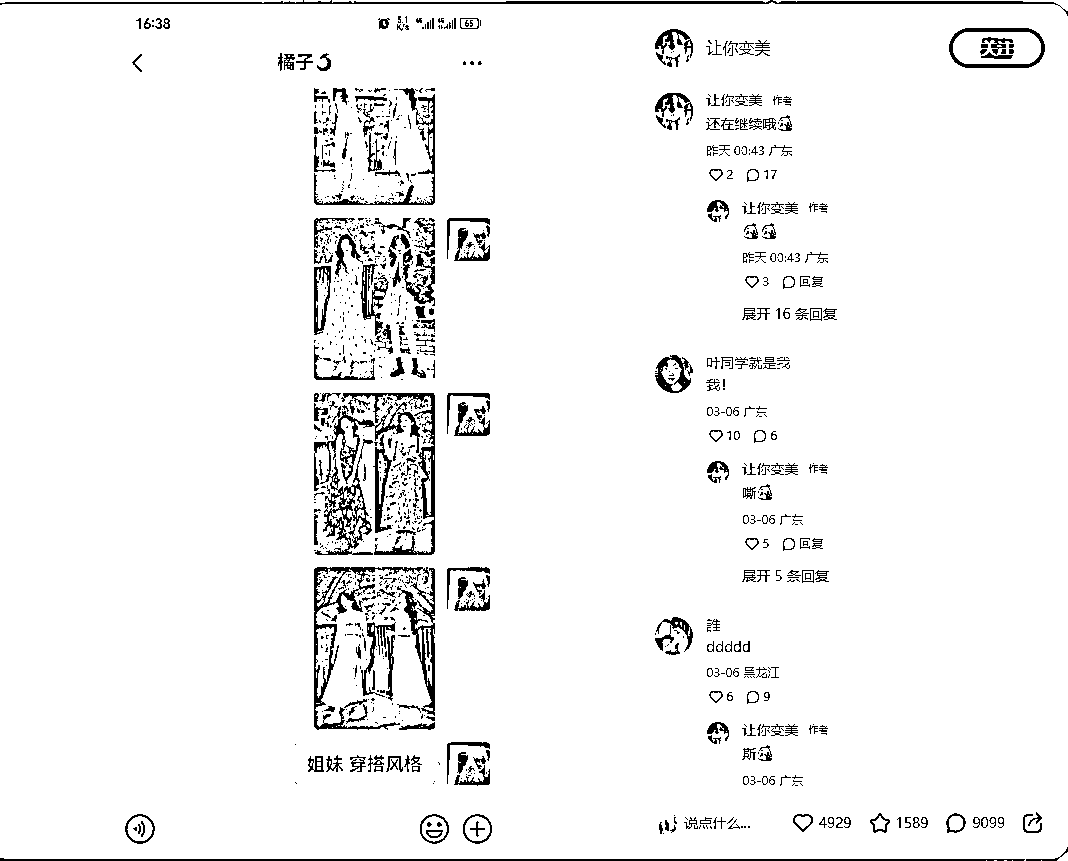 16:38
5.1
K/s
65
橘子
姐妹 穿搭风格
让你变美
关注
让你变美 作者
还在继续哦
昨天 00:43 广东
2 17
让你变美 作者
昨天 00:43 广东
3 回复
展开 16 条回复
叶同学就是我
我!
03-06 广东
10 6
让你变美 作者
嘶
03-06 广东
5 回复
展开 5 条回复
誰
ddddd
03-06 黑龙江
6 9
让你变美 作者
斯
03-06 广东
说点什么...
4929 1589 9099